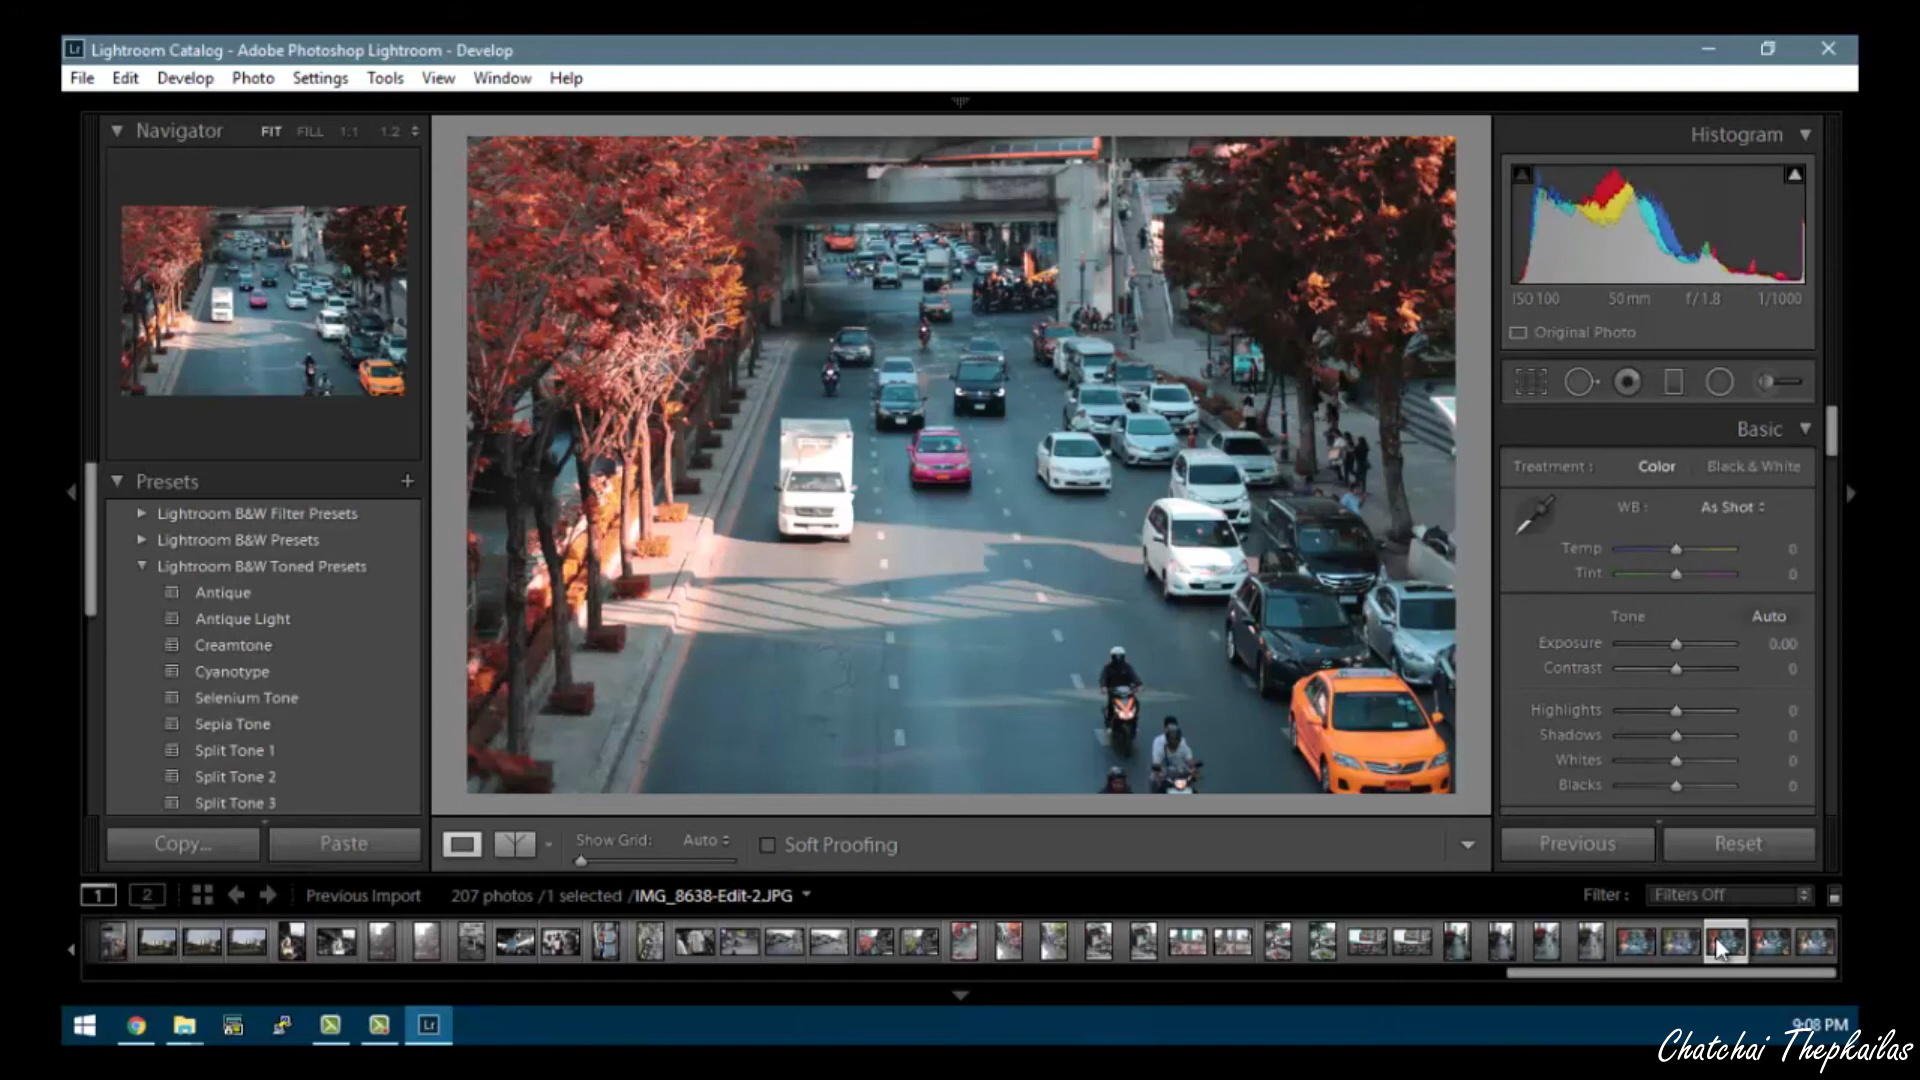 Lr Lightroom Catalog - Adobe Photoshop Lightroom - Develop
File Edit Develop Photo Settings Tools View Window Help
Navigator FIT FILL 1:1 1:2
Histogram
ISO 100 50 mm f / 1.8 1/1000
Original Photo
Basic
Treatment : Color Black & White
WB : As Shot
Temp 0
Tint 0
Tone Auto
Exposure 0.00
Contrast 0
Highlights 0
Shadows 0
Whites 0
Blacks 0
Previous Reset
Presets +
Lightroom B&W Filter Presets
Lightroom B&W Presets
Lightroom B&W Toned Presets
Antique
Antique Light
Creamtone
Cyanotype
Selenium Tone
Sepia Tone
Split Tone 1
Split Tone 2
Split Tone 3
Copy... Paste
Show Grid: Auto Soft Proofing
1 2 Previous Import 207 photos /1 selected /IMG_8638-Edit-2.JPG Filter : Filters Off
Lr 9:08 PM
Chatchai Thepkailas